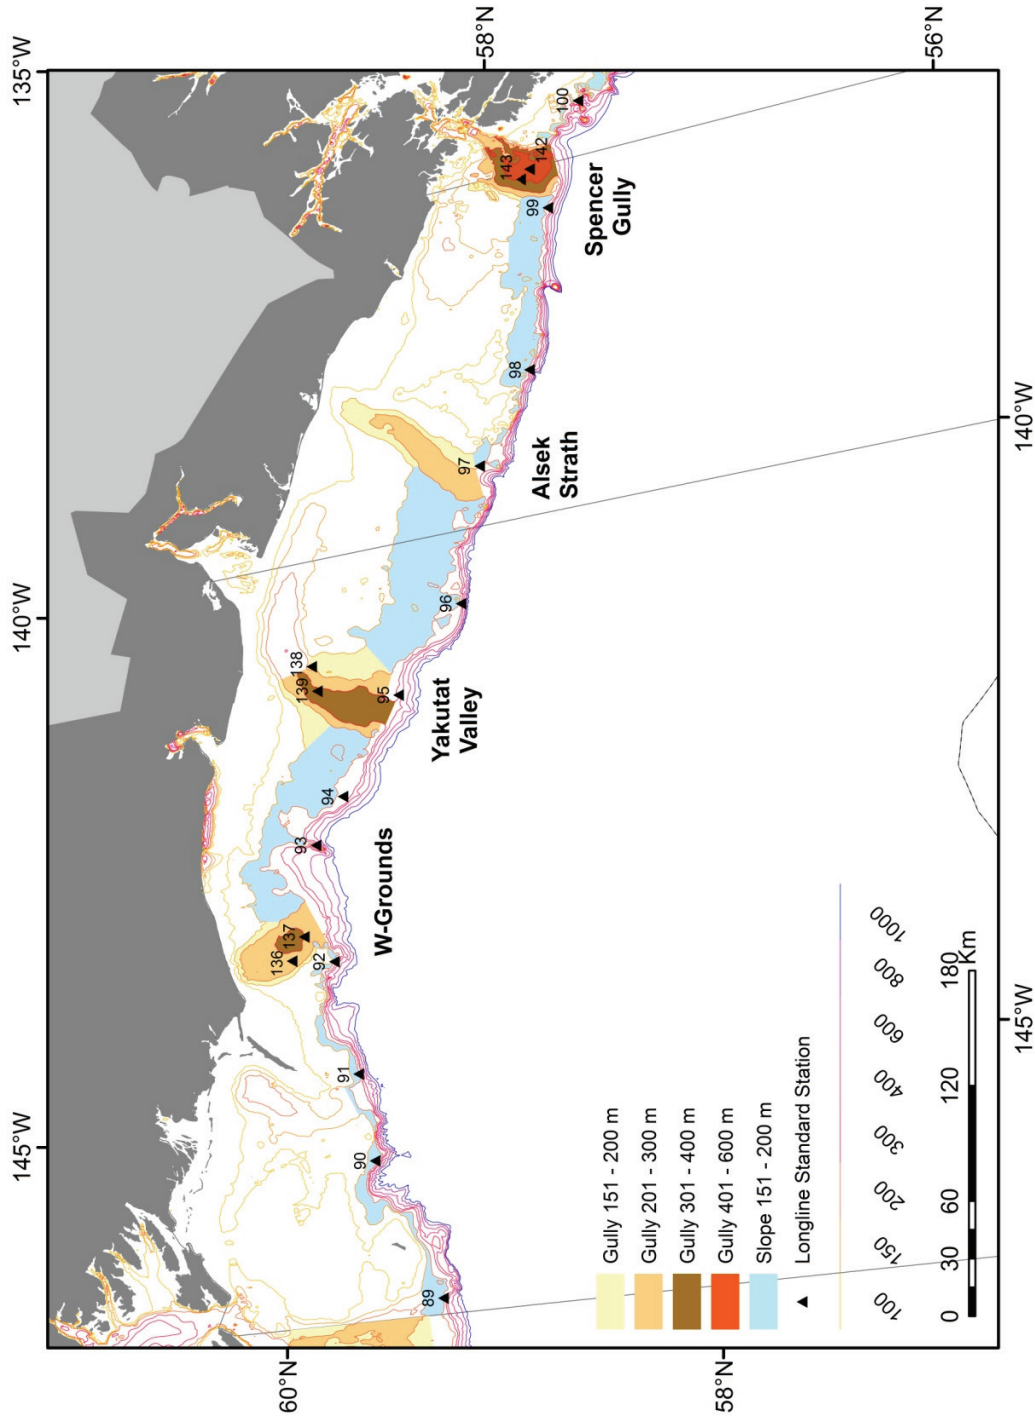 135°W
140°W
145°W
58°N
56°N
60°N
58°N
140°W
145°W
100
143
142
99
98
97
96
138
139
95
94
93
137
136
92
91
90
89
Spencer
Gully
Alsek
Strath
Yakutat
Valley
W-Grounds
Gully 151 - 200 m
Gully 201 - 300 m
Gully 301 - 400 m
Gully 401 - 600 m
Slope 151 - 200 m
Longline Standard Station
100 150 200 300 400 600 800 1000
0 30 60 120 180
Km